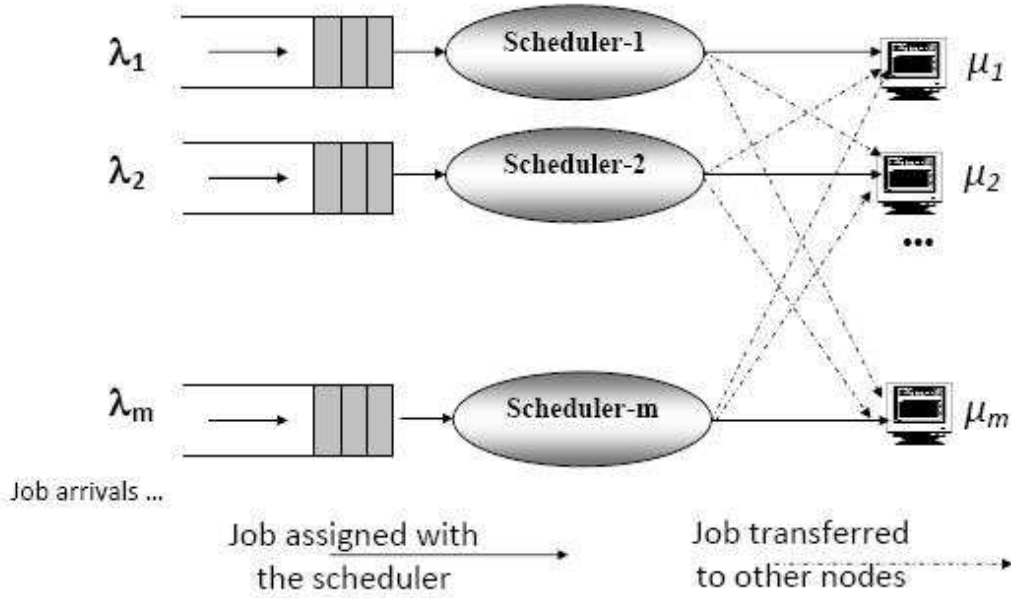 λ1
Scheduler-1
μ1
λ2
Scheduler-2
μ2
...
λm
Scheduler-m
μm
Job arrivals ...
Job assigned with
the scheduler
Job transferred
to other nodes